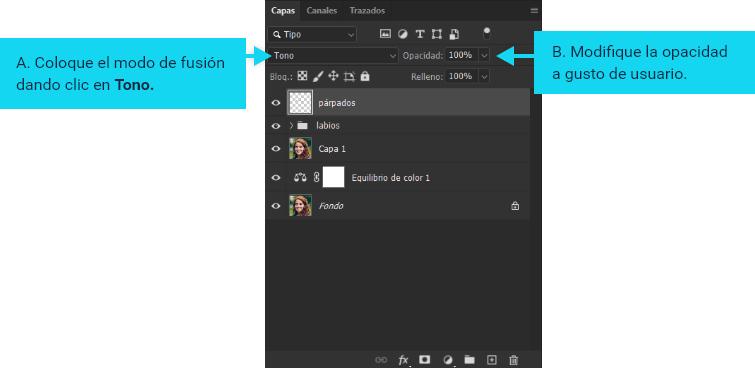 Capas Canales Trazados
Tipo
T
Tono Opacidad: 100%
Bloq.: Relleno: 100%
A. Coloque el modo de fusión
dando clic en Tono.
B. Modifique la opacidad
a gusto de usuario.
párpados
labios
Capa 1
Equilibrio de color 1
Fondo
fx